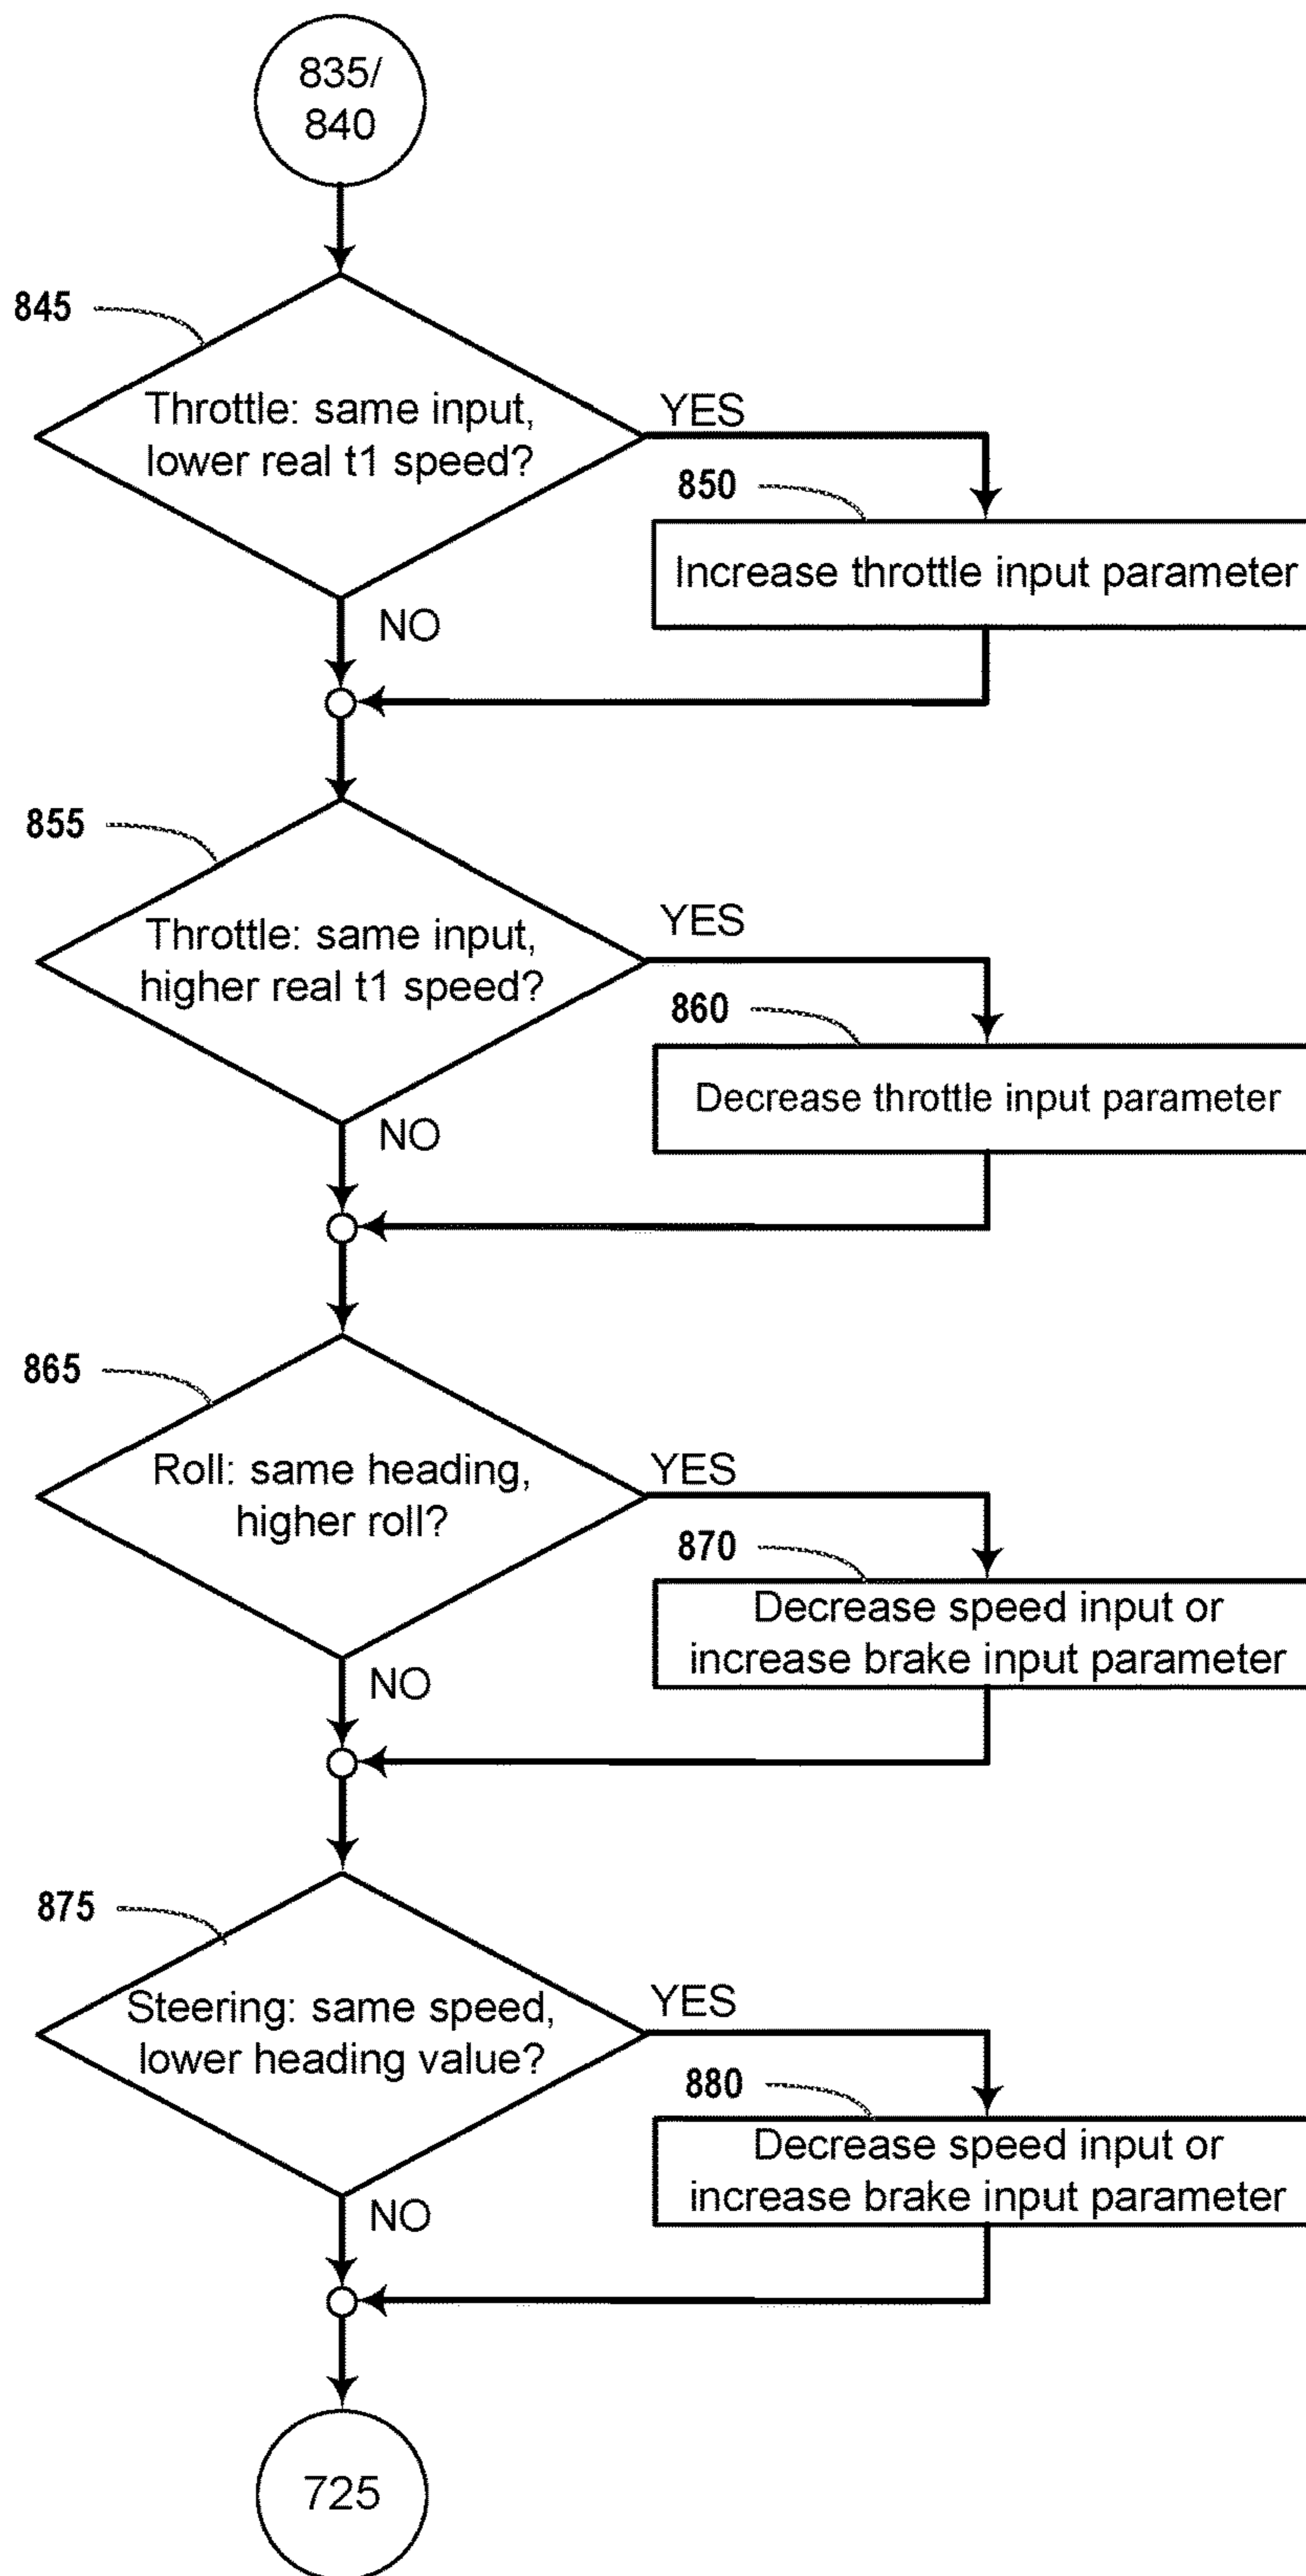 835/
840
845
Throttle: same input,
lower real t1 speed?
YES
850
Increase throttle input parameter
NO
855
Throttle: same input,
higher real t1 speed?
YES
860
Decrease throttle input parameter
NO
865
Roll: same heading,
higher roll?
YES
870
Decrease speed input or
increase brake input parameter
NO
875
Steering: same speed,
lower heading value?
YES
880
Decrease speed input or
increase brake input parameter
NO
725